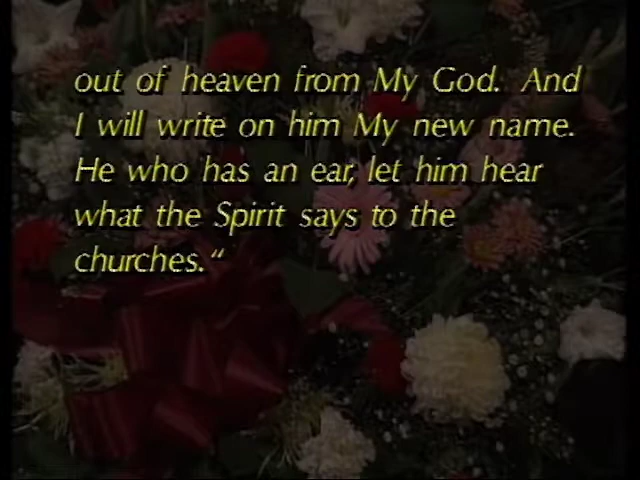 out of heaven from My God. And
I will write on him My new name.
He who has an ear, let him hear
what the Spirit says to the
churches.“